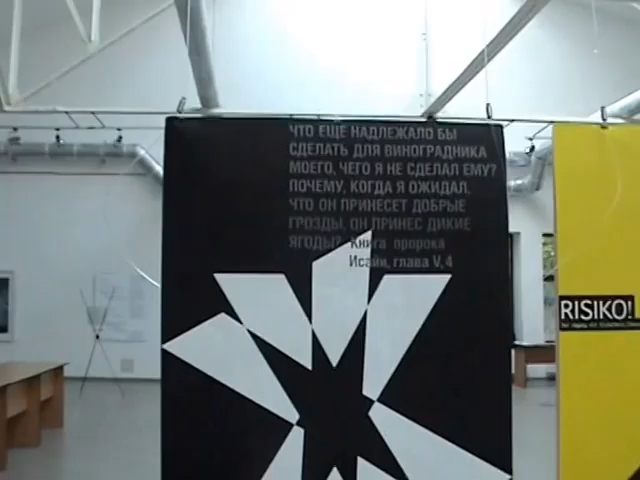 ЧТО ЕЩЕ НАДЛЕЖАЛО БЫ
СДЕЛАТЬ ДЛЯ ВИНОГРАДНИКА
МОЕГО, ЧЕГО Я НЕ СДЕЛАЛ ЕМУ?
ПОЧЕМУ, КОГДА Я ОЖИДАЛ,
ЧТО ОН ПРИНЕСЕТ ДОБРЫЕ
ГРОЗДЫ, ОН ПРИНЕС ДИКИЕ
ЯГОДЫ? Книга пророка
Исайи, глава V, 4
RISIKO!